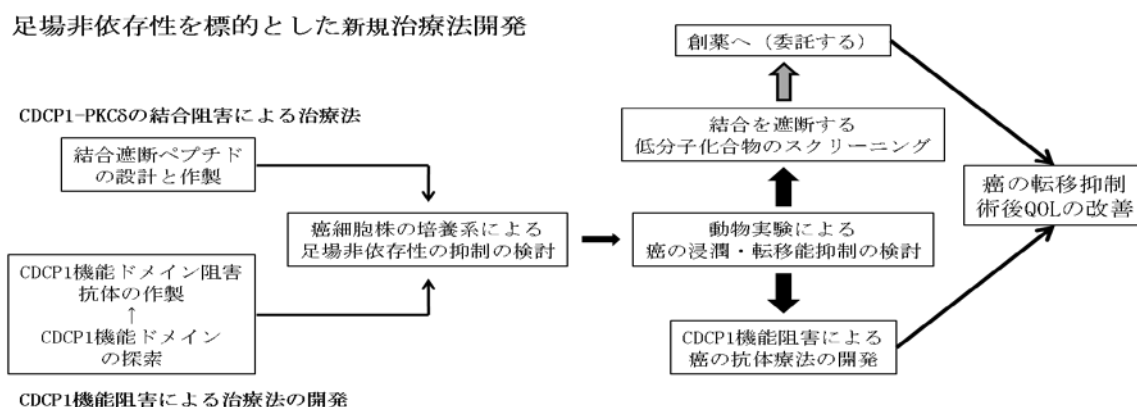 足場非依存性を標的とした新規治療法開発
CDCP1-PKCδの結合阻害による治療法
結合遮断ペプチド
の設計と作製
CDCP1機能ドメイン阻害
抗体の作製
↑
CDCP1機能ドメイン
の探索
CDCP1機能阻害による治療法の開発
癌細胞株の培養系による
足場非依存性の抑制の検討
創薬へ（委託する）
結合を遮断する
低分子化合物のスクリーニング
動物実験による
癌の浸潤・転移能抑制の検討
CDCP1機能阻害による
癌の抗体療法の開発
癌の転移抑制
術後QOLの改善